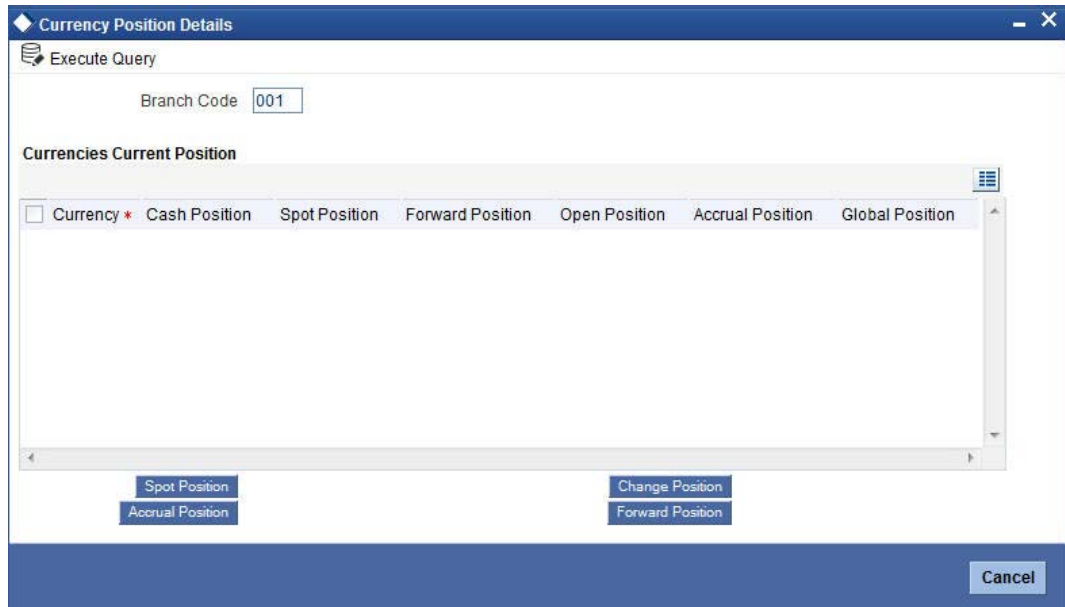 Currency Position Details
Execute Query
Branch Code 001
Currencies Current Position
Currency * Cash Position Spot Position Forward Position Open Position Accrual Position Global Position
Spot Position Change Position
Accrual Position Forward Position
Cancel